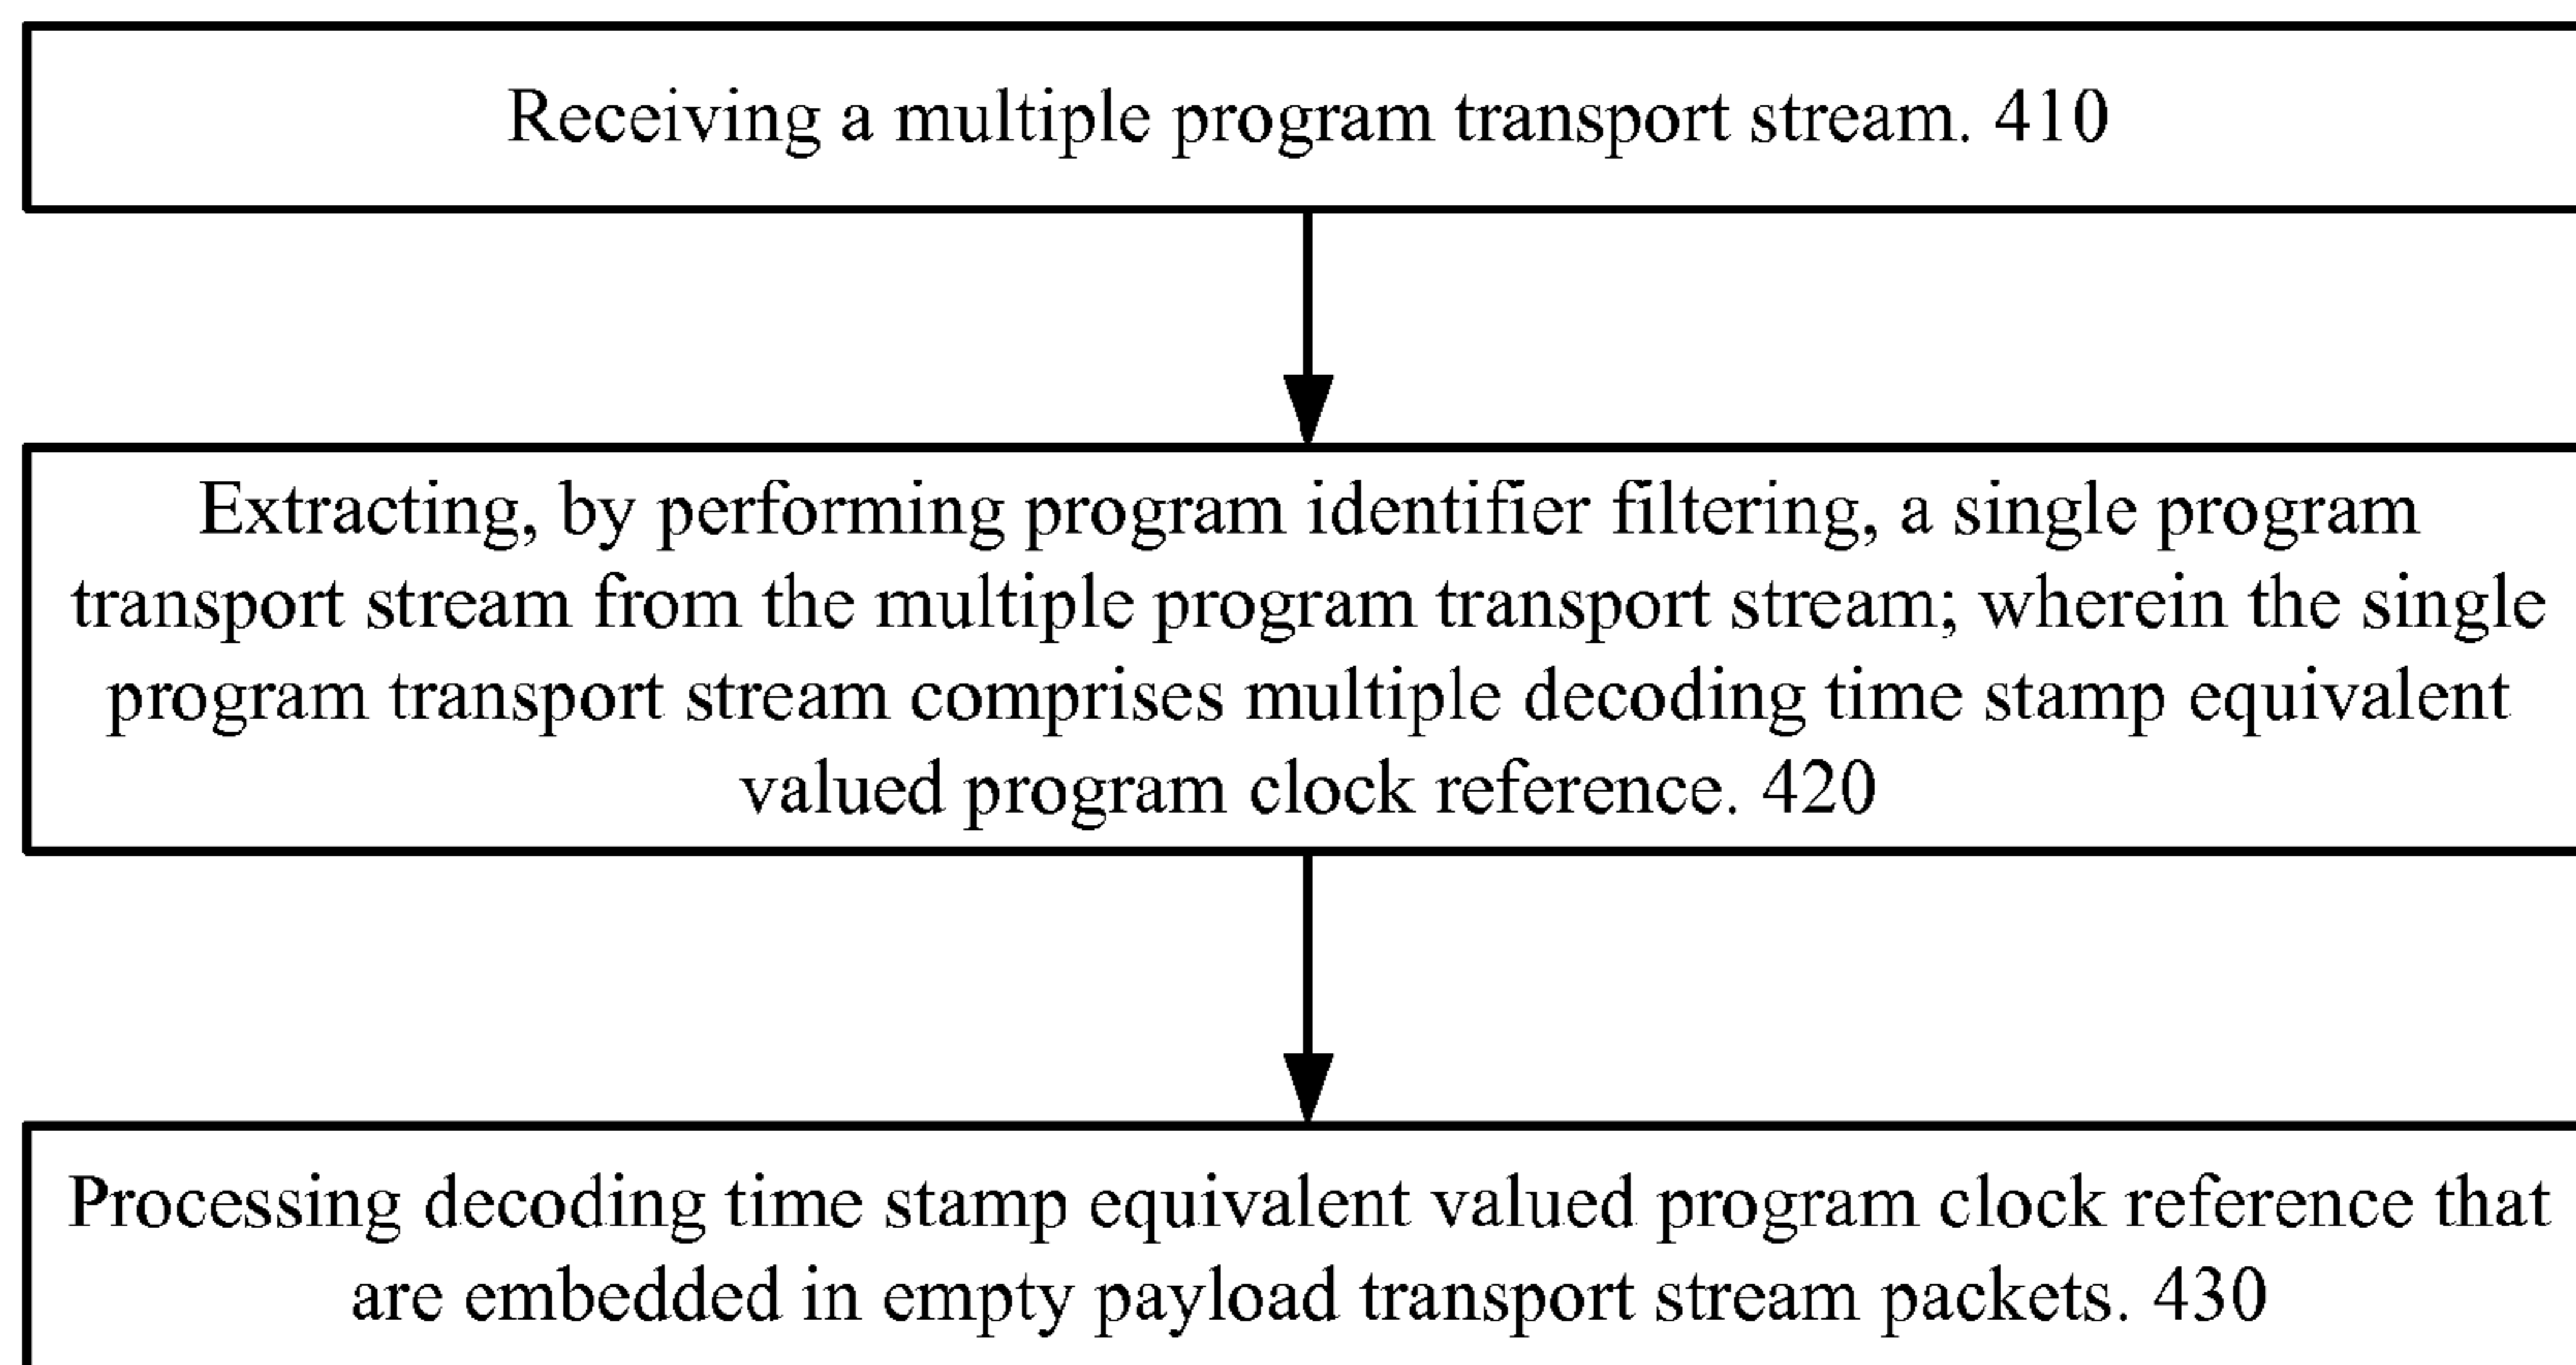 Receiving a multiple program transport stream. 410
Extracting, by performing program identifier filtering, a single program
transport stream from the multiple program transport stream; wherein the single
program transport stream comprises multiple decoding time stamp equivalent
valued program clock reference. 420
Processing decoding time stamp equivalent valued program clock reference that
are embedded in empty payload transport stream packets. 430